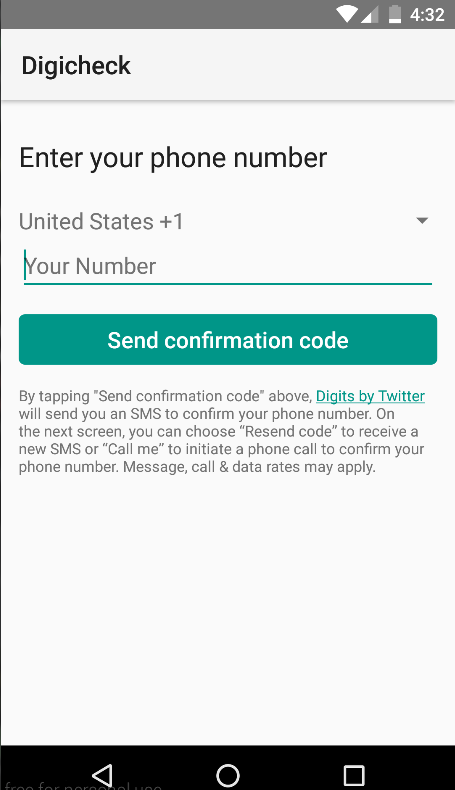 4:32
Digicheck
Enter your phone number
United States +1
Your Number
Send confirmation code
By tapping "Send confirmation code" above, Digits by Twitter
will send you an SMS to confirm your phone number. On
the next screen, you can choose “Resend code” to receive a
new SMS or “Call me” to initiate a phone call to confirm your
phone number. Message, call & data rates may apply.
free for personal use